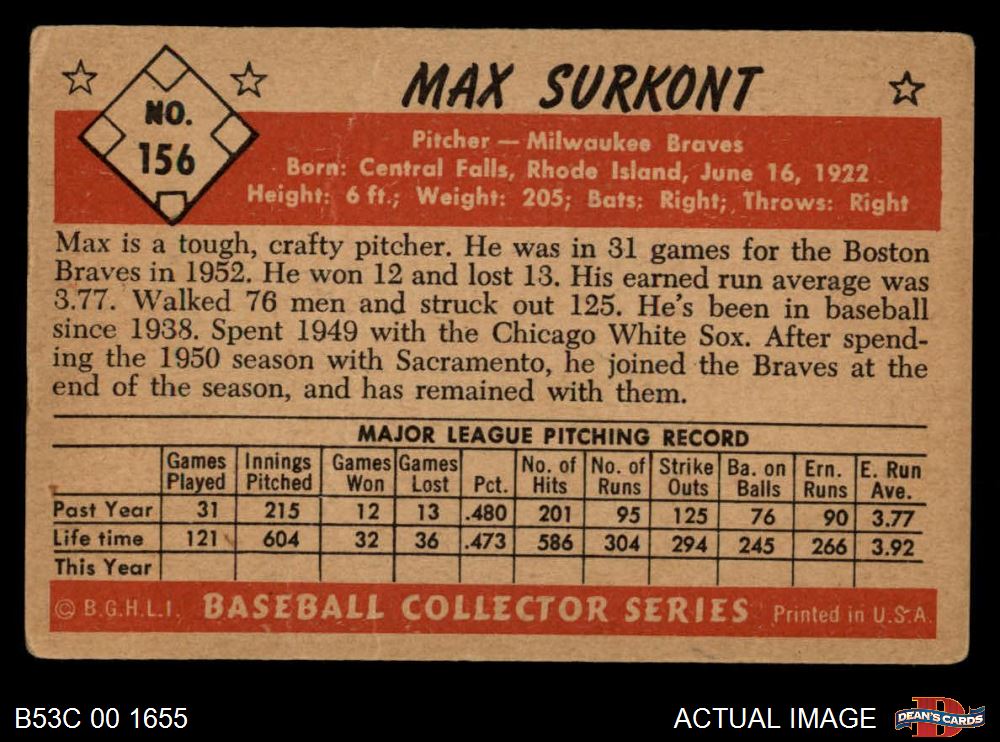 NO.
156
MAX SURKONT
Pitcher — Milwaukee Braves
Born: Central Falls, Rhode Island, June 16, 1922
Height: 6 ft.; Weight: 205; Bats: Right; Throws: Right
Max is a tough, crafty pitcher. He was in 31 games for the Boston
Braves in 1952. He won 12 and lost 13. His earned run average was
3.77. Walked 76 men and struck out 125. He's been in baseball
since 1938. Spent 1949 with the Chicago White Sox. After spend-
ing the 1950 season with Sacramento, he joined the Braves at the
end of the season, and has remained with them.
MAJOR LEAGUE PITCHING RECORD
Games Played Innings Pitched Games Won Games Lost Pct. No. of Hits No. of Runs Strike Outs Ba. on Balls Ern. Runs E. Run Ave.
Past Year 31 215 12 13 .480 201 95 125 76 90 3.77
Life time 121 604 32 36 .473 586 304 294 245 266 3.92
This Year
© B.G.H.L.I. BASEBALL COLLECTOR SERIES Printed in U.S.A.
B53C 00 1655 ACTUAL IMAGE DEAN'S CARDS